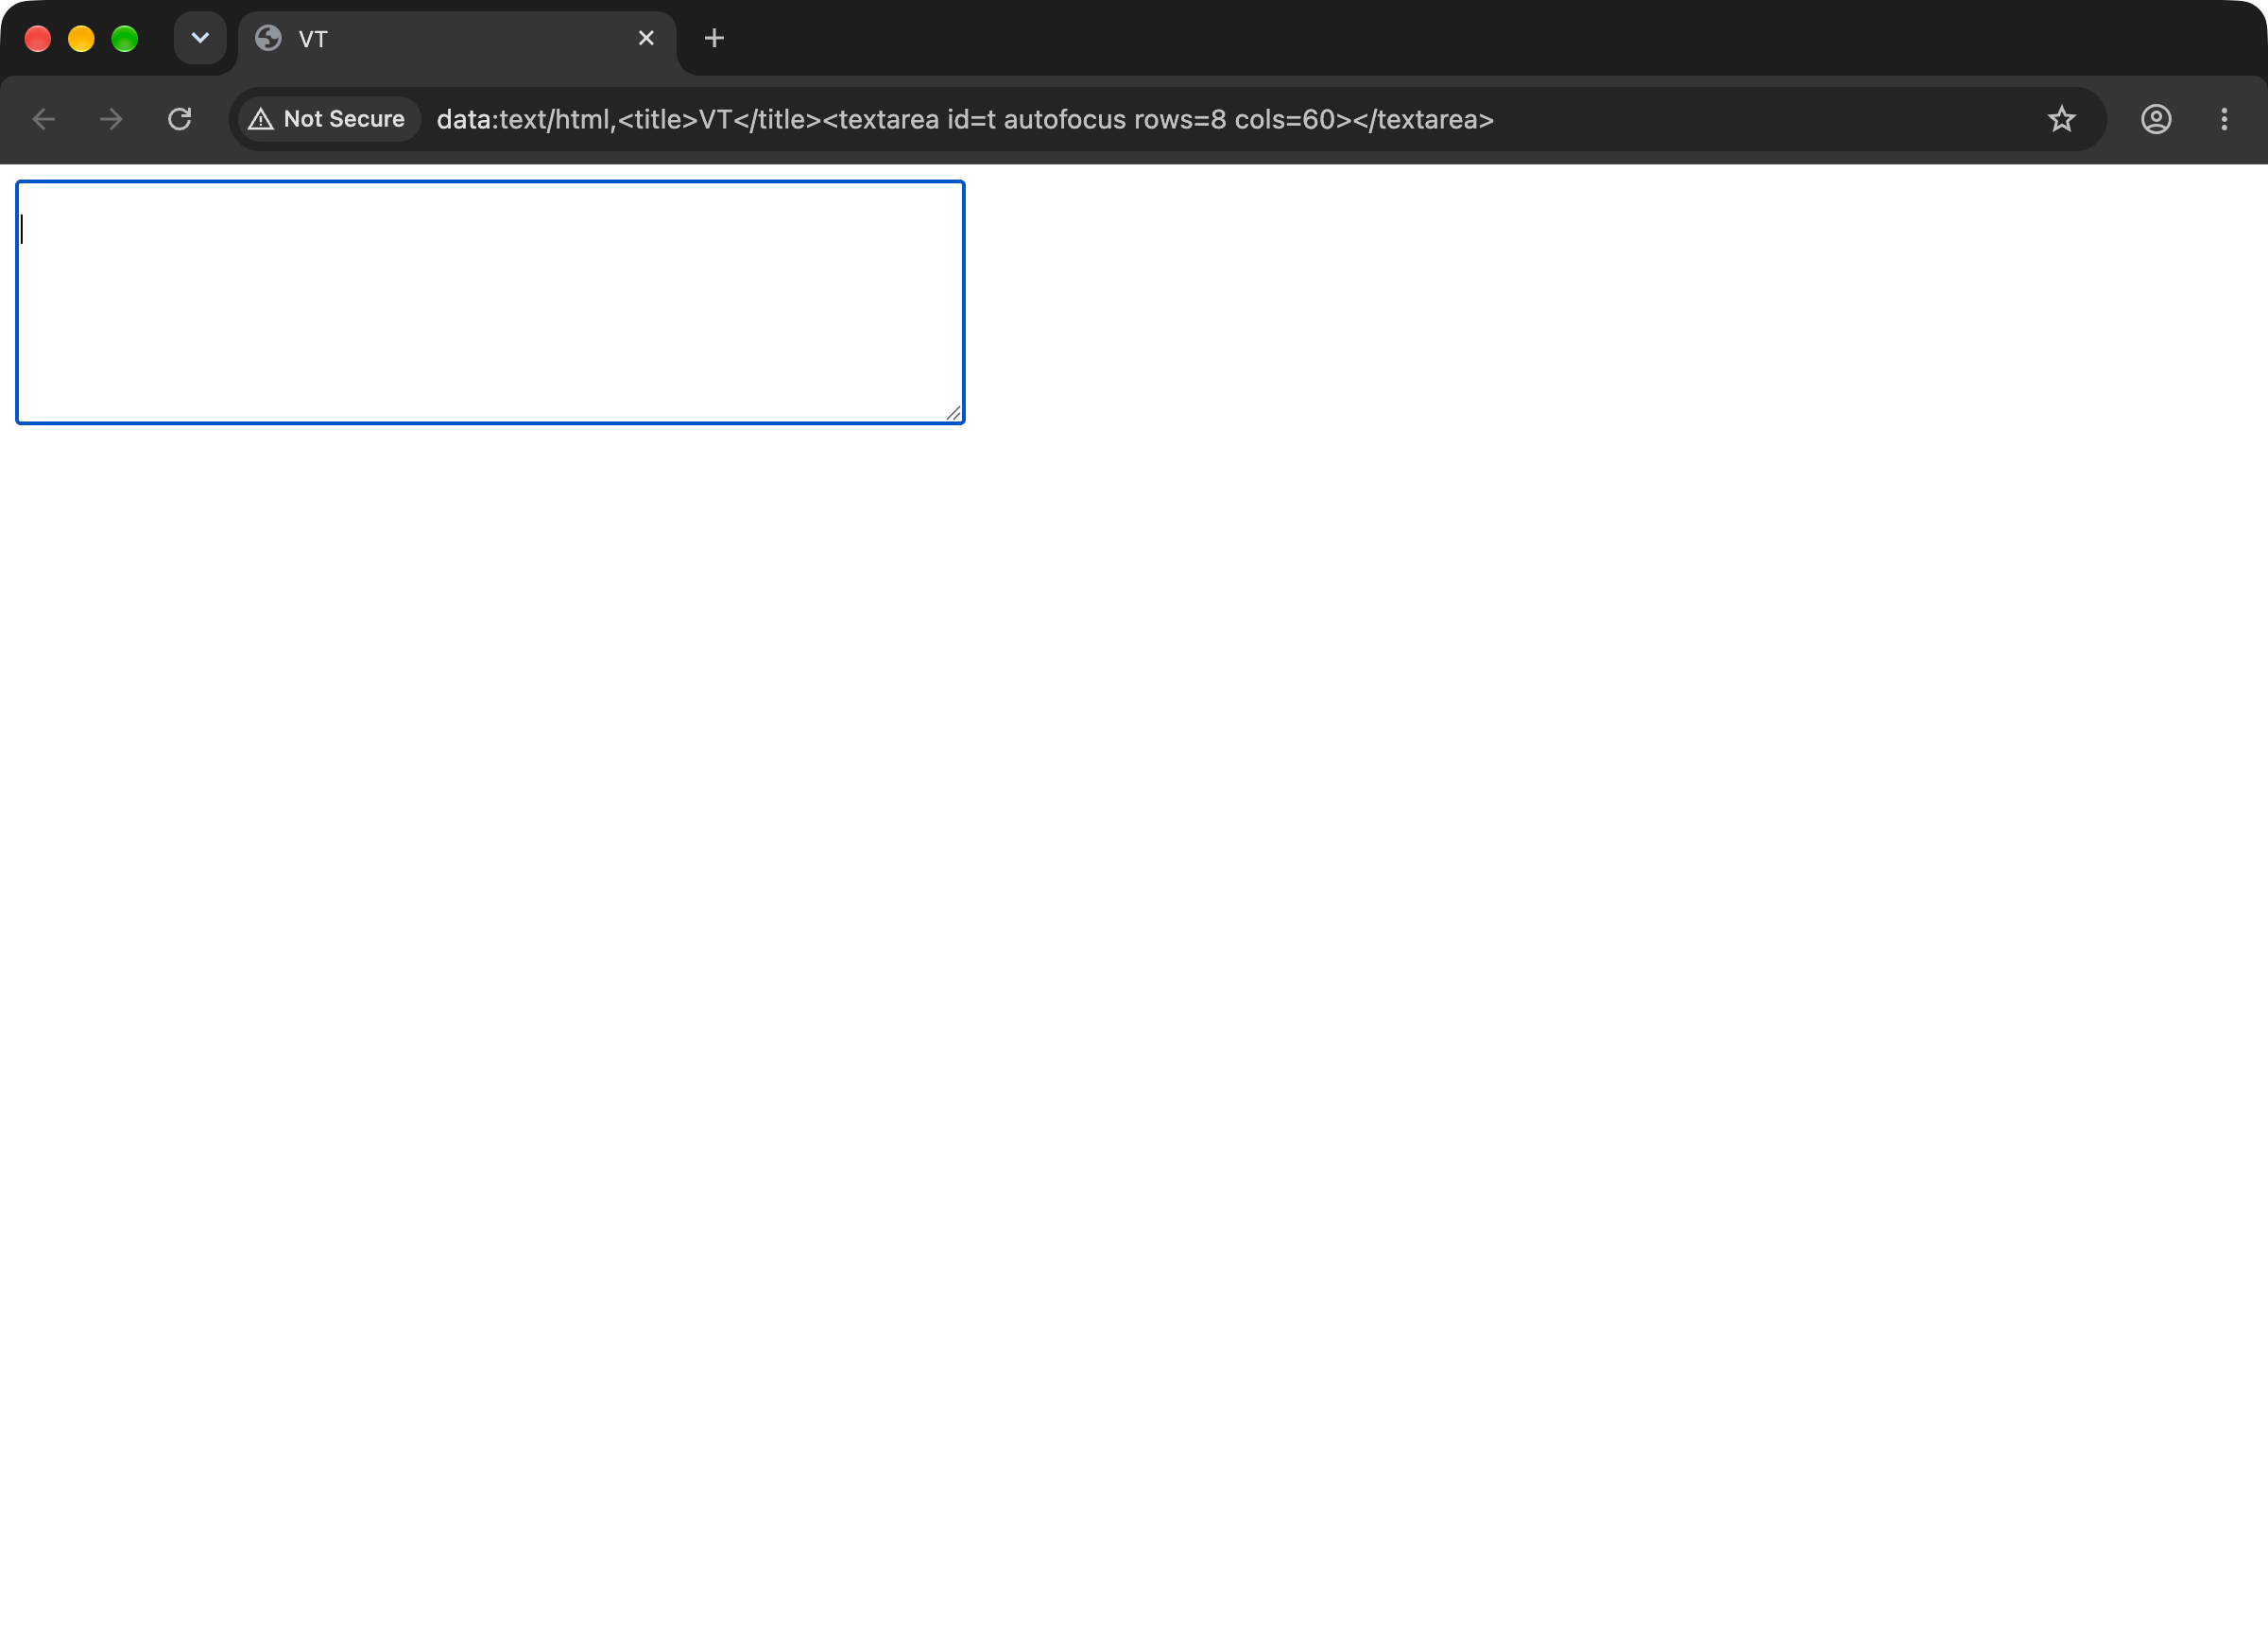 VT
Not Secure
data:text/html,<title>VT</title><textarea id=t autofocus rows=8 cols=60></textarea>